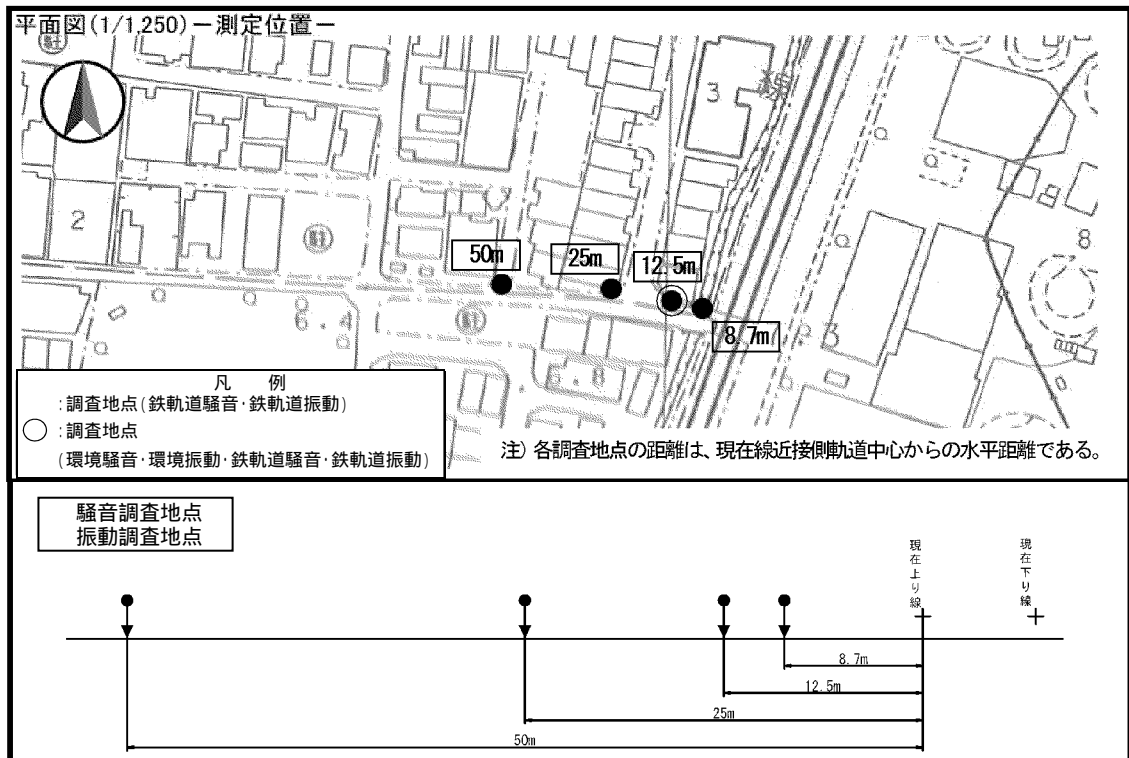 平面図(1/1,250)－測定位置－
3
2
50m
25m
12.5m
8.7m
8
6.4
6.8
3
凡　例
:調査地点(鉄軌道騒音･鉄軌道振動)
○ :調査地点
(環境騒音･環境振動･鉄軌道騒音･鉄軌道振動)
注) 各調査地点の距離は、現在線近接側軌道中心からの水平距離である。
騒音調査地点
振動調査地点
現在上り線
現在下り線
8.7m
12.5m
25m
50m